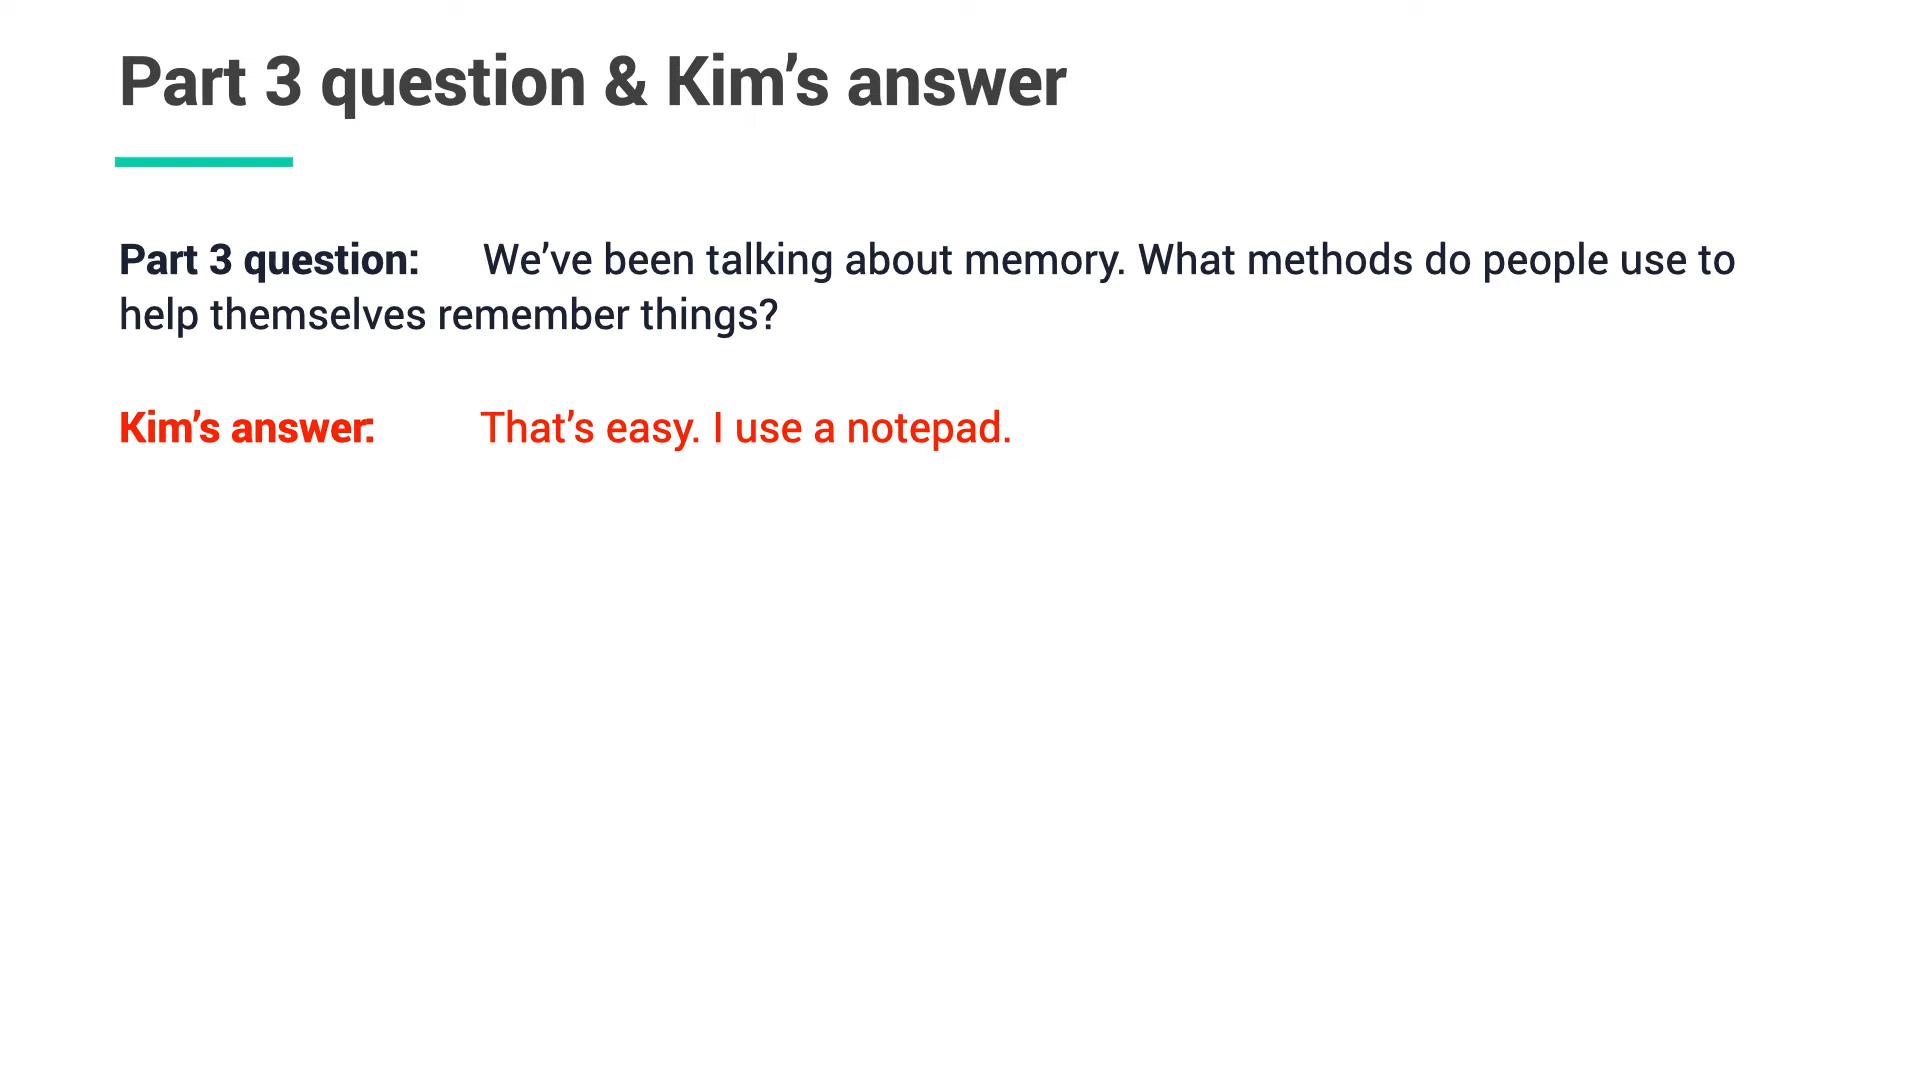 Part 3 question & Kim’s answer
Part 3 question: We’ve been talking about memory. What methods do people use to
help themselves remember things?
Kim’s answer: That’s easy. I use a notepad.